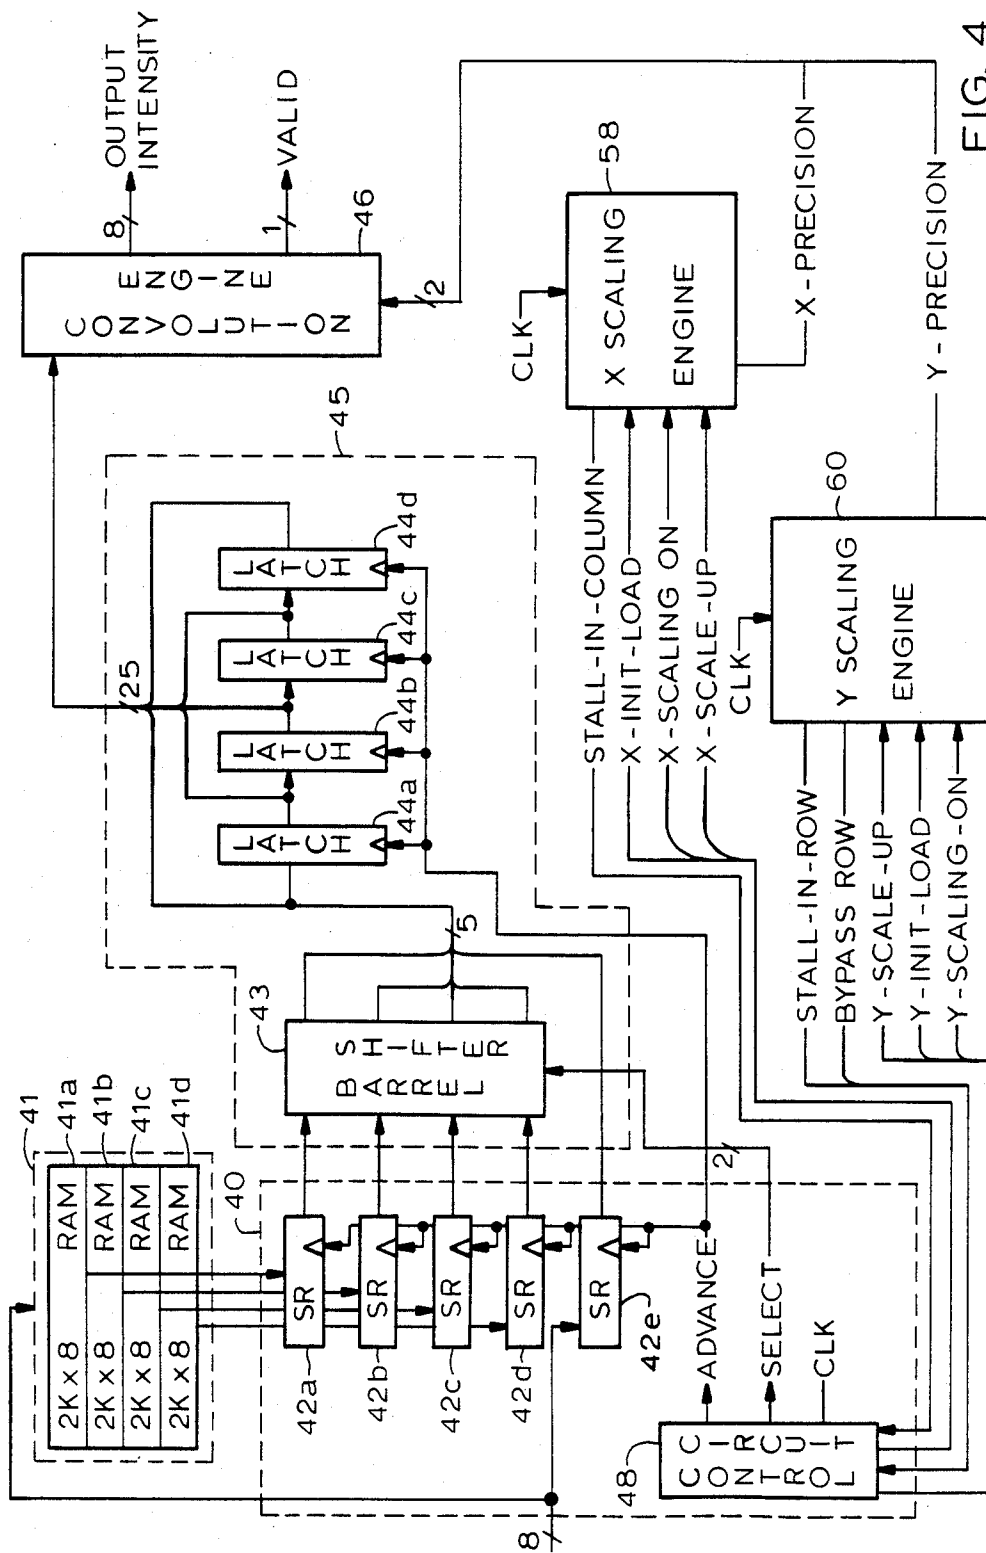 41
2K x 8 RAM
41a
2K x 8 RAM
41b
2K x 8 RAM
41c
2K x 8 RAM
41d
40
42a
SR
42b
SR
42c
SR
42d
SR
42e
SR
8
43
BARREL
SHIFTER
5
45
LATCH
44a
LATCH
44b
LATCH
44c
LATCH
44d
25
CONVOLUTION
ENGINE
46
8
OUTPUT
INTENSITY
1
VALID
2
48
CONTROL
CIRCUIT
ADVANCE
SELECT
CLK
2
CLK
X SCALING
ENGINE
58
STALL-IN-COLUMN
X-INIT-LOAD
X-SCALING ON
X-SCALE-UP
X-PRECISION
CLK
Y SCALING
ENGINE
60
STALL-IN-ROW
BYPASS ROW
Y-SCALE-UP
Y-INIT-LOAD
Y-SCALING-ON
Y-PRECISION
FIG. 4